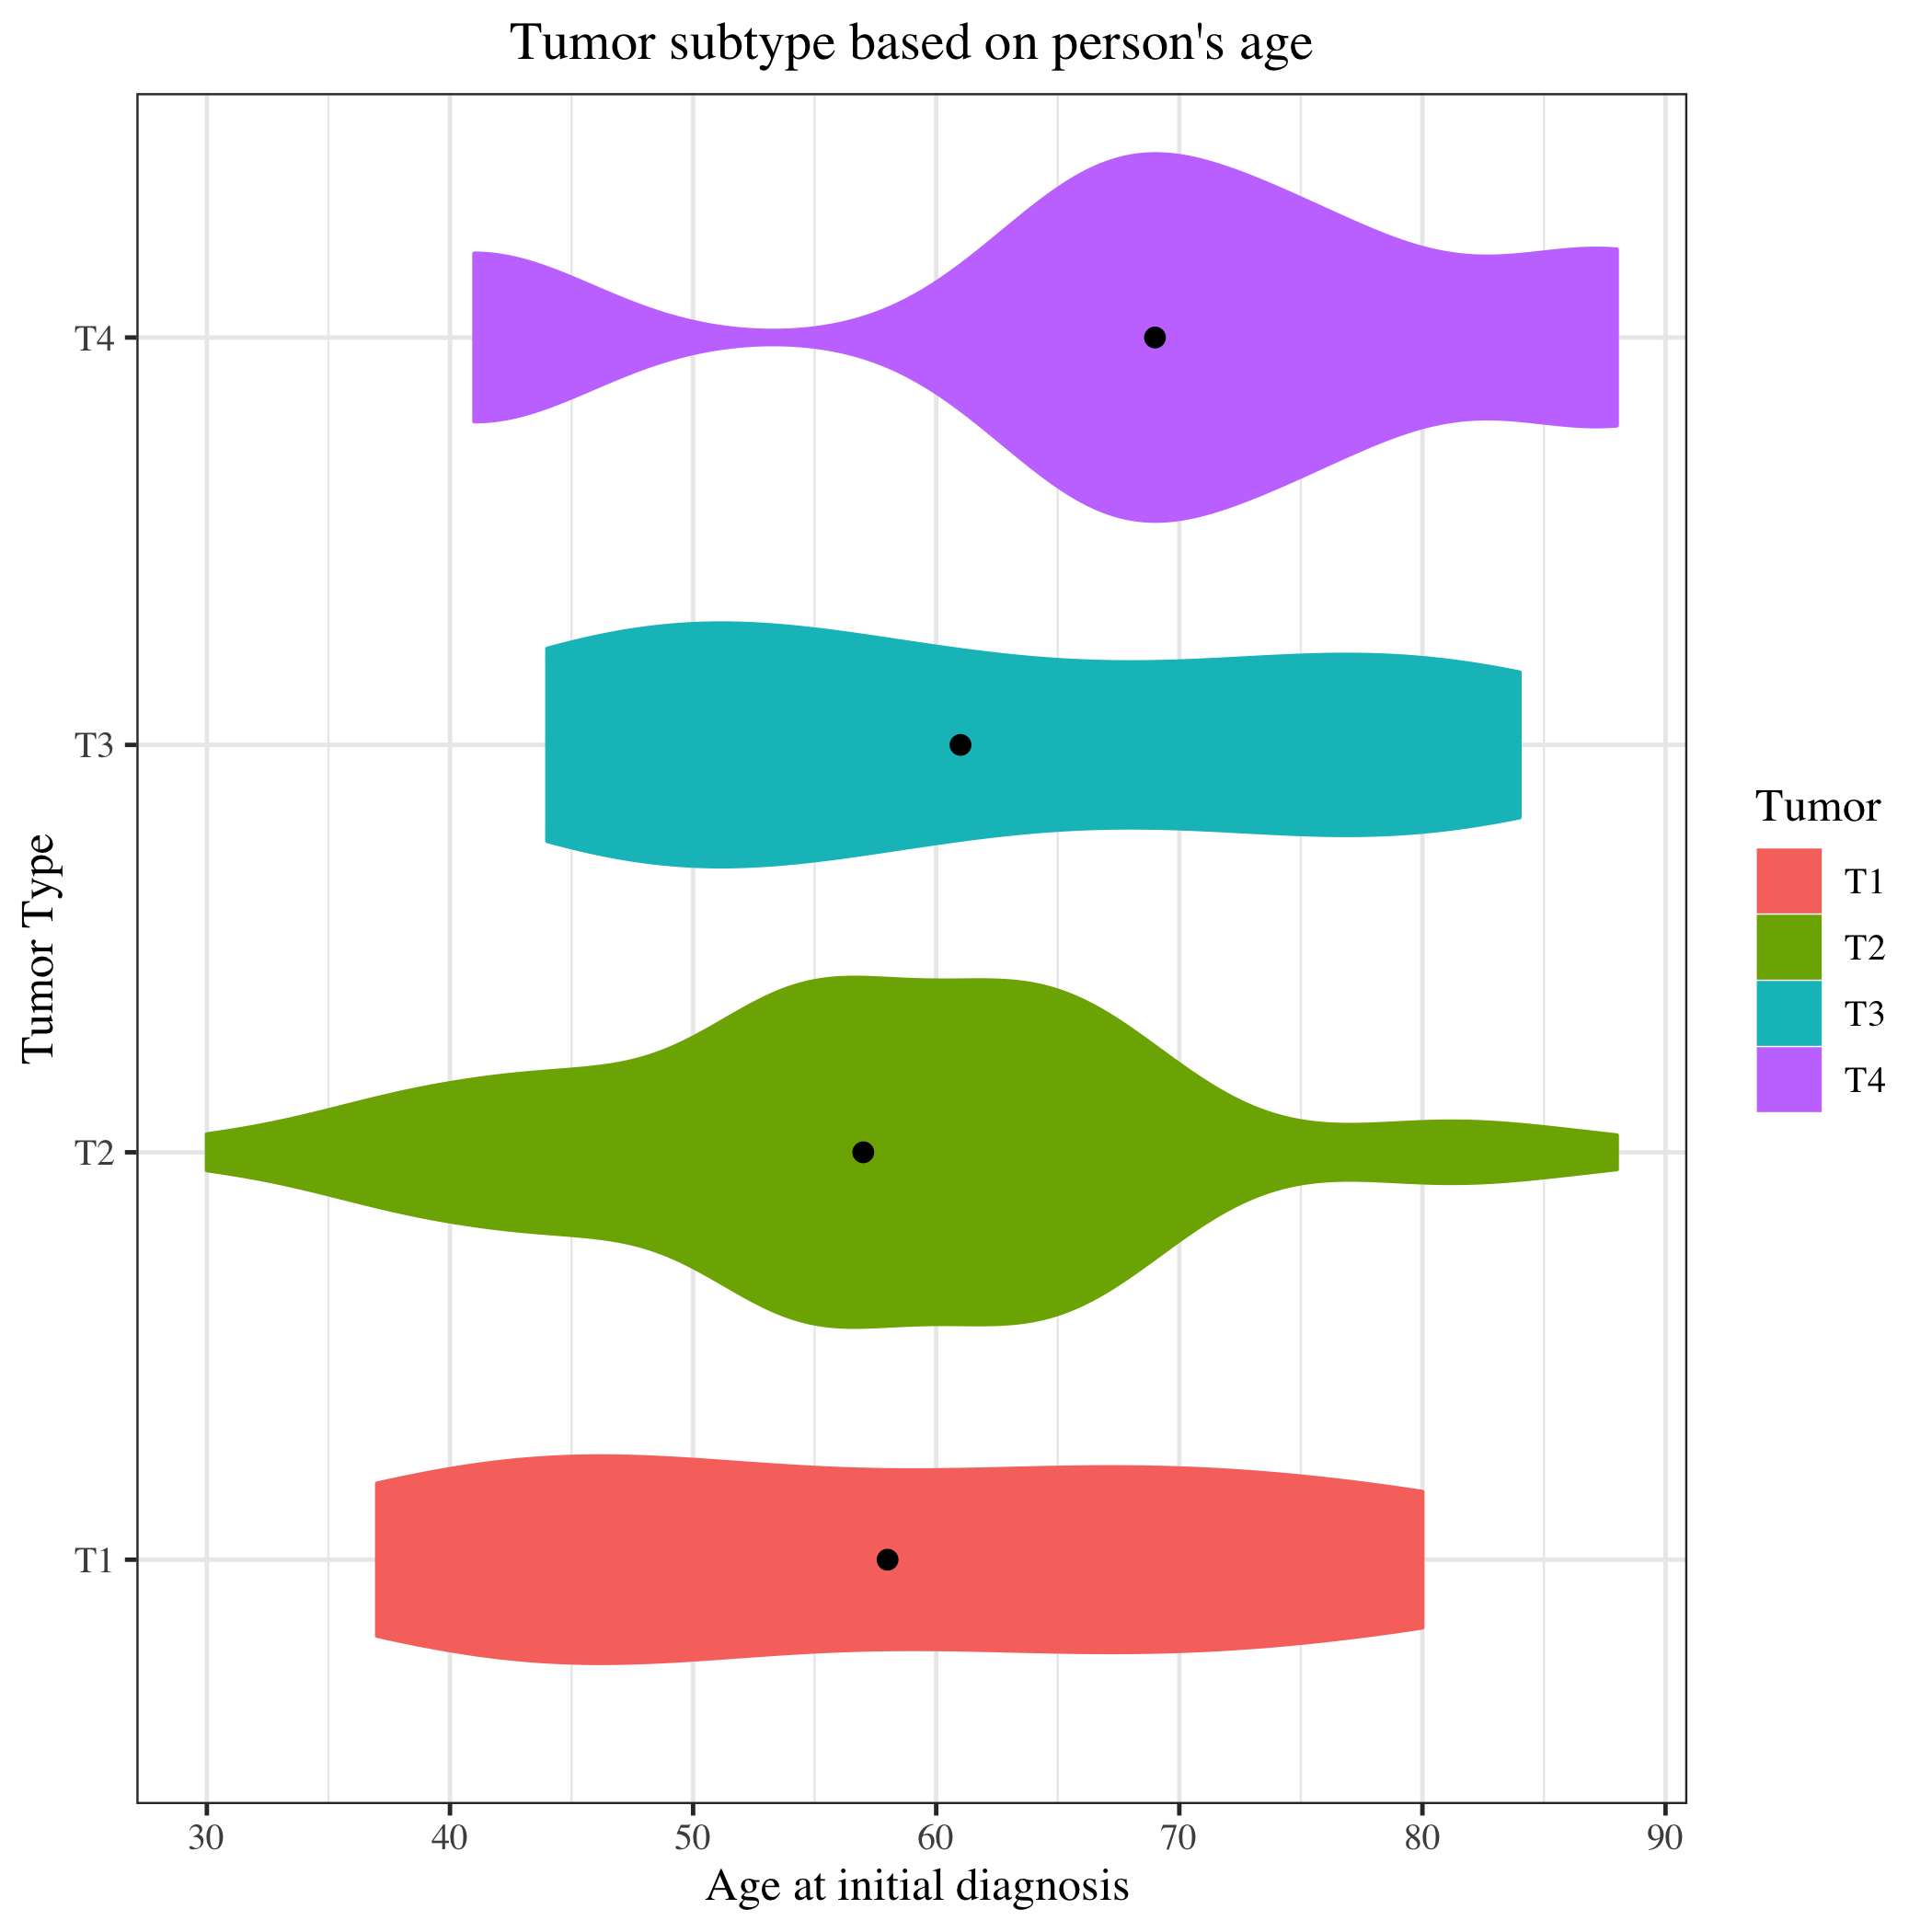 Tumor subtype based on person's age
T4
T3
T2
T1
Tumor Type
30 40 50 60 70 80 90
Age at initial diagnosis
Tumor
T1
T2
T3
T4